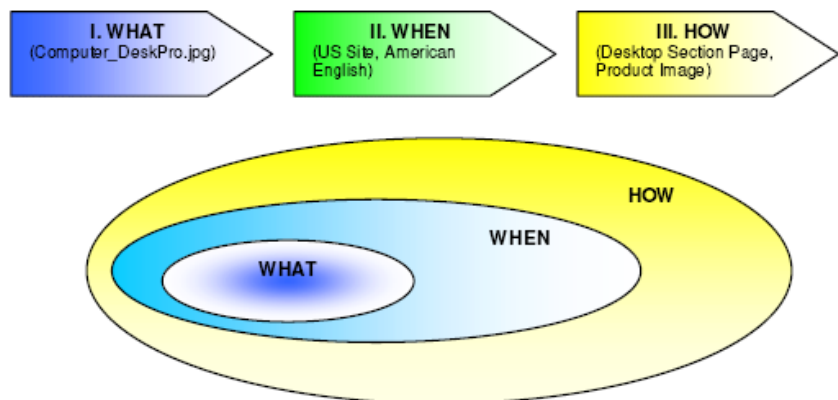 I. WHAT
(Computer_DeskPro.jpg)
II. WHEN
(US Site, American
English)
III. HOW
(Desktop Section Page,
Product Image)
HOW
WHEN
WHAT